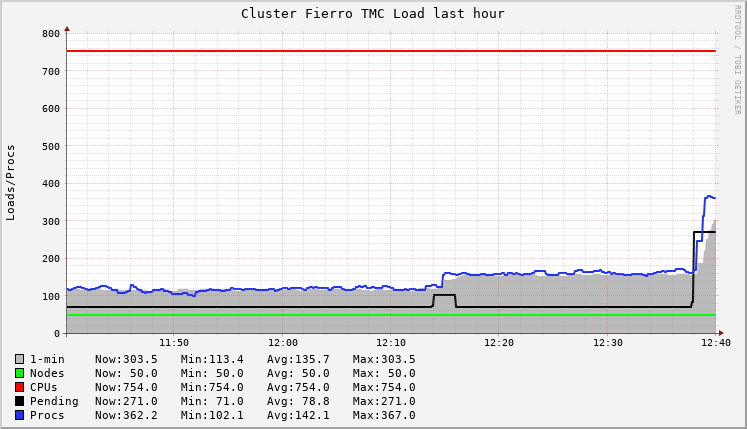 Cluster Fierro TMC Load last hour
RRDTOOL / TOBI OETIKER
Loads/Procs
800
700
600
500
400
300
200
100
0
11:50 12:00 12:10 12:20 12:30 12:40
1-min Now:303.5 Min:113.4 Avg:135.7 Max:303.5
Nodes Now: 50.0 Min: 50.0 Avg: 50.0 Max: 50.0
CPUs Now:754.0 Min:754.0 Avg:754.0 Max:754.0
Pending Now:271.0 Min: 71.0 Avg: 78.8 Max:271.0
Procs Now:362.2 Min:102.1 Avg:142.1 Max:367.0